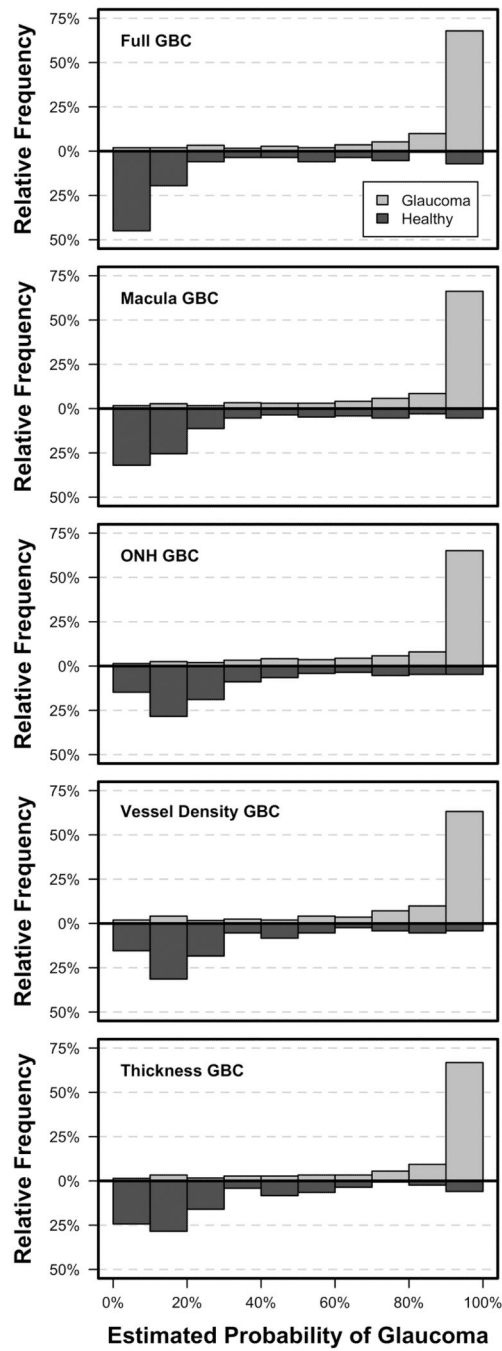 Relative Frequency
75%
Full GBC
50%
25%
0%
Glaucoma
25%
Healthy
50%
Relative Frequency
75%
Macula GBC
50%
25%
0%
25%
50%
Relative Frequency
75%
ONH GBC
50%
25%
0%
25%
50%
Relative Frequency
75%
Vessel Density GBC
50%
25%
0%
25%
50%
Relative Frequency
75%
Thickness GBC
50%
25%
0%
25%
50%
0% 20% 40% 60% 80% 100%
Estimated Probability of Glaucoma